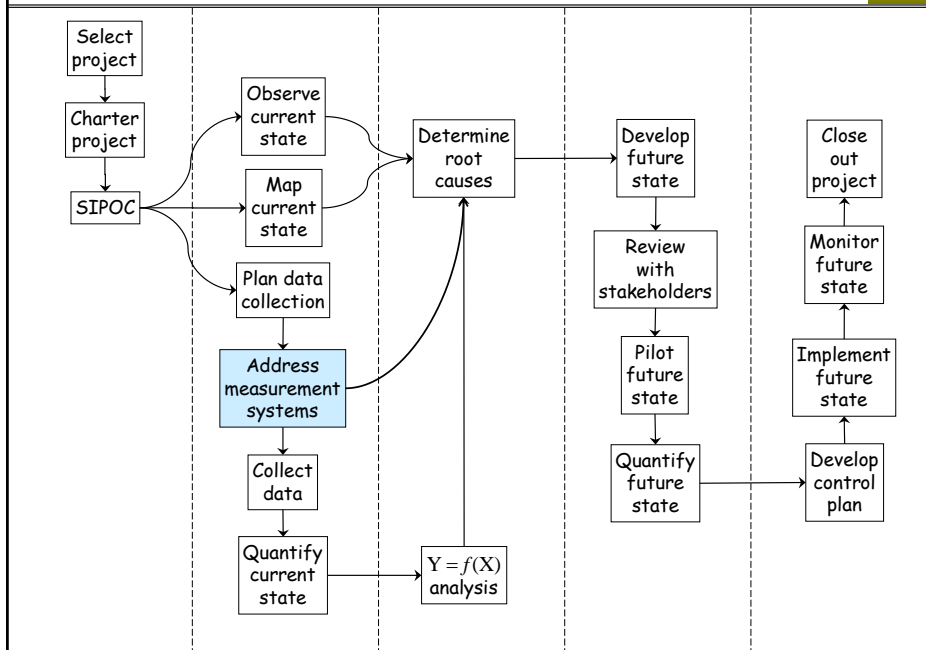 Select
project
Charter
project
SIPOC
Observe
current
state
Map
current
state
Plan data
collection
Address
measurement
systems
Collect
data
Quantify
current
state
Determine
root
causes
Y = f(X)
analysis
Develop
future
state
Review
with
stakeholders
Pilot
future
state
Quantify
future
state
Close
out
project
Monitor
future
state
Implement
future
state
Develop
control
plan